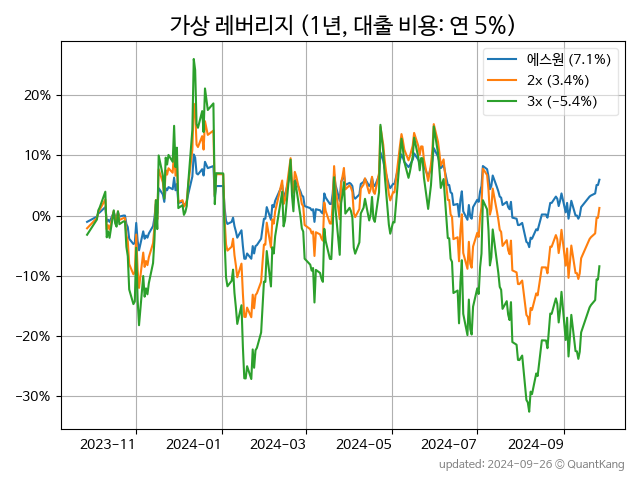 가상 레버리지 (1년, 대출 비용: 연 5%)
에스원 (7.1%)
2x (3.4%)
3x (−5.4%)
20%
10%
0%
−10%
−20%
−30%
2023−11 2024−01 2024−03 2024−05 2024−07 2024−09
updated: 2024-09-26 © QuantKang